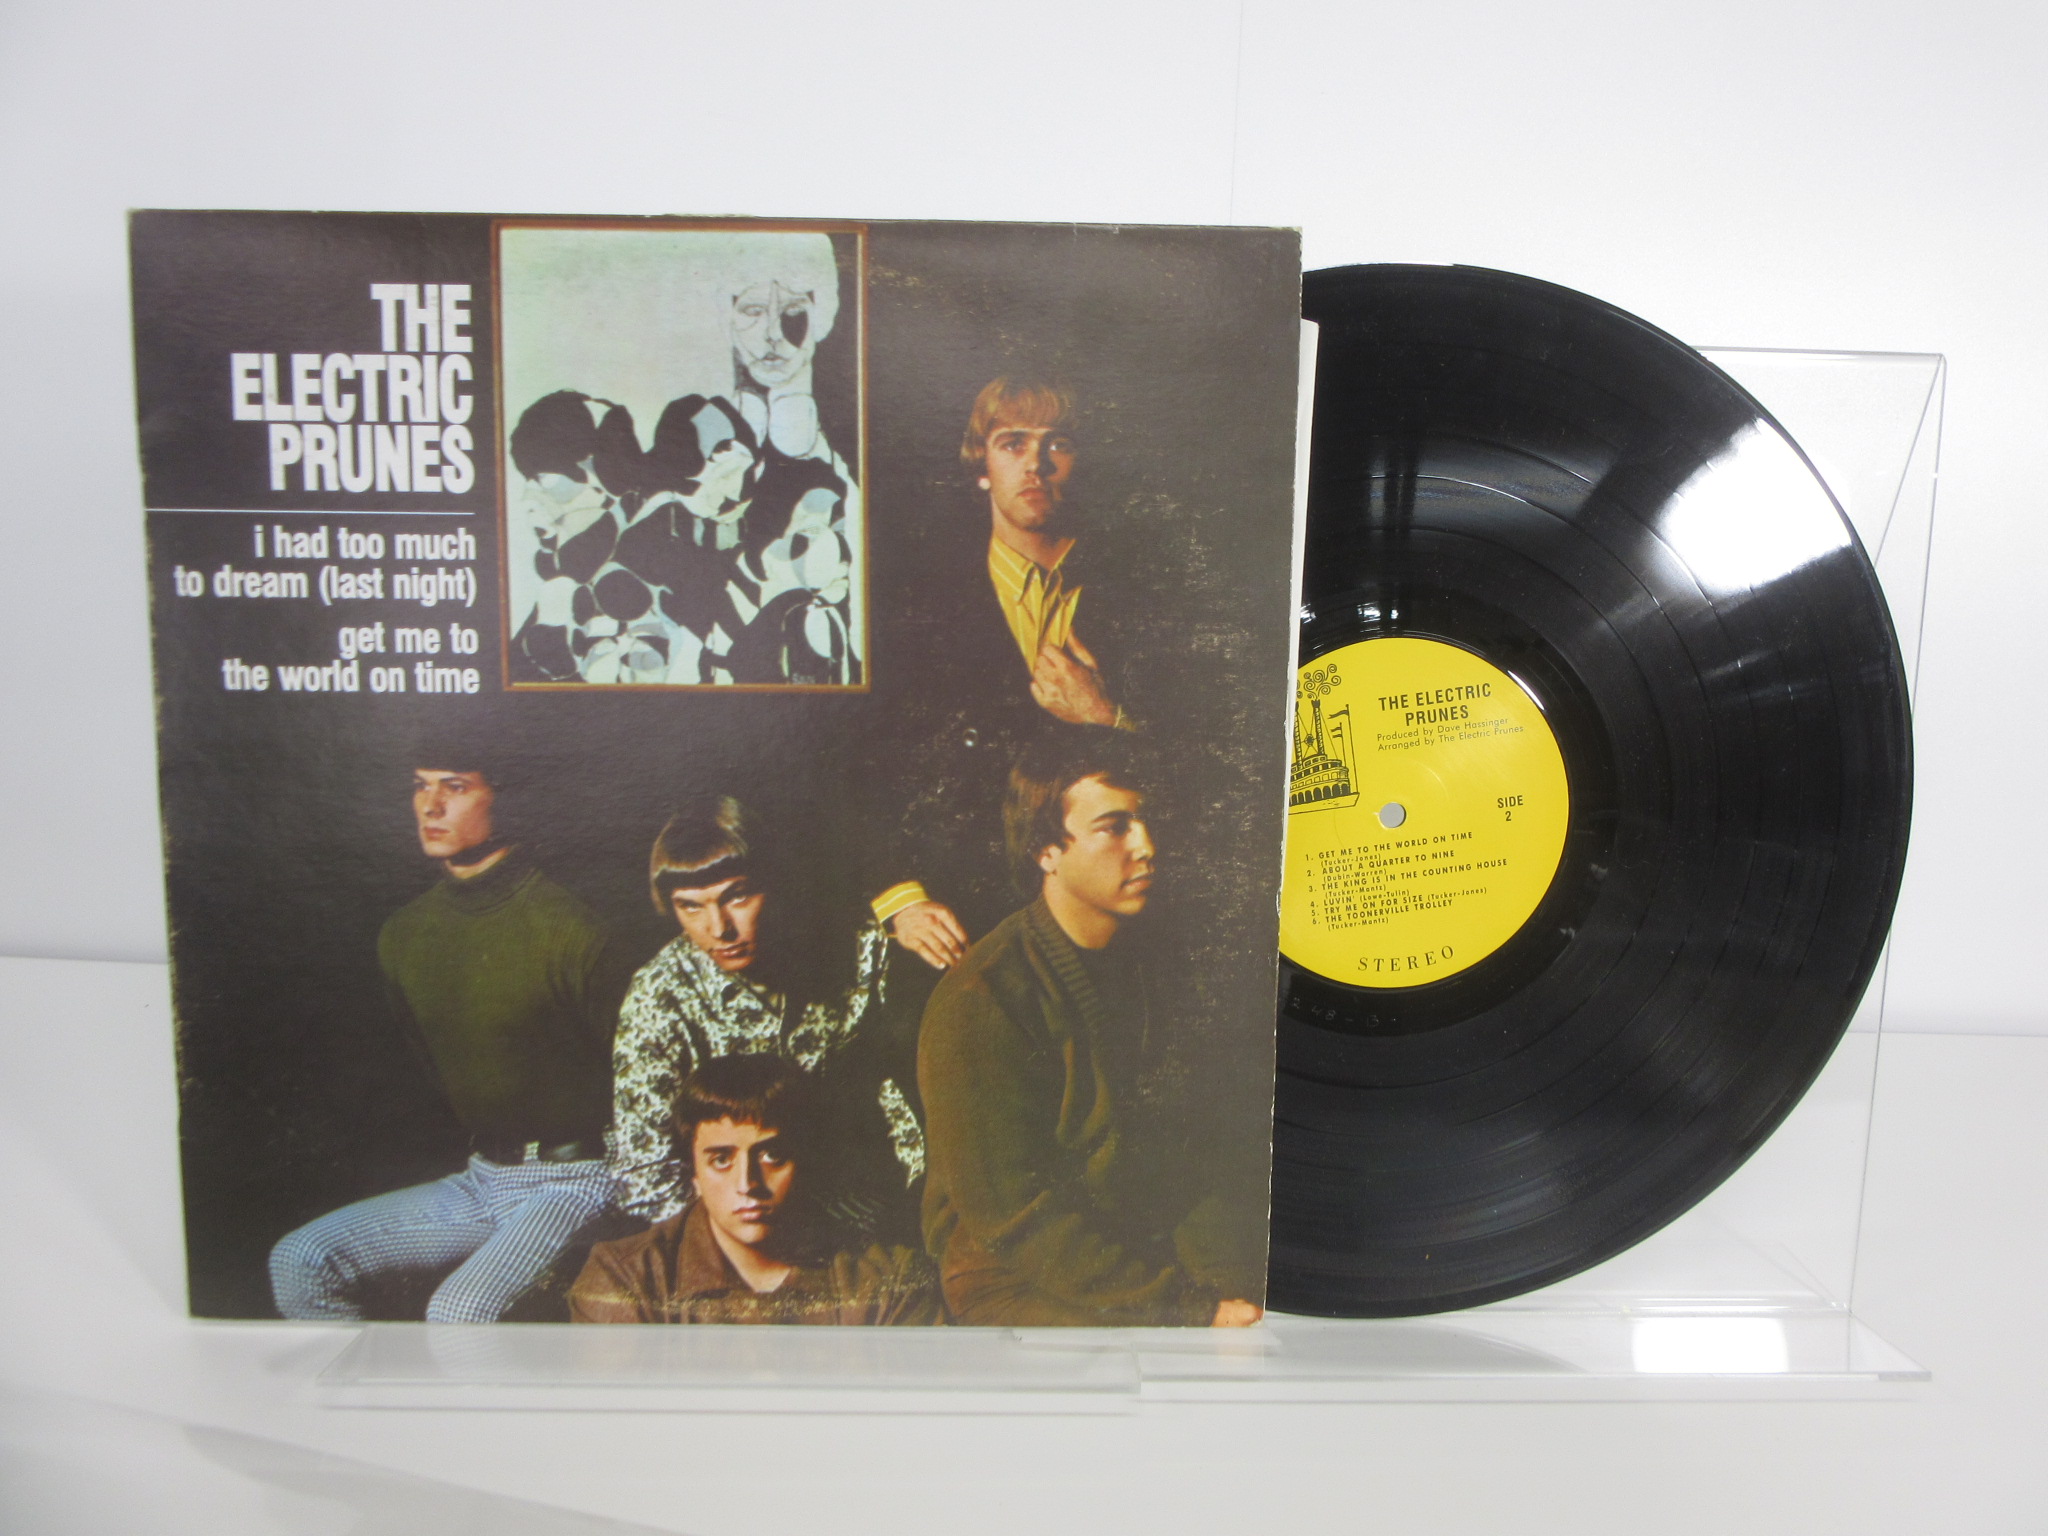 THE
ELECTRIC
PRUNES
i had too much
to dream (last night)
get me to
the world on time
THE ELECTRIC
PRUNES
Produced by Dave Hassinger
Arranged by The Electric Prunes
SIDE
2
1. GET ME TO THE WORLD ON TIME
(Tucker-Jones)
2. ABOUT A QUARTER TO NINE
(Dubin-Warren)
3. THE KING IS IN THE COUNTING HOUSE
(Tucker-Mantz)
4. LUVIN' (Lowe-Tulin)
5. TRY ME ON FOR SIZE (Tucker-Jones)
6. THE TOONERVILLE TROLLEY
(Tucker-Mantz)
STEREO